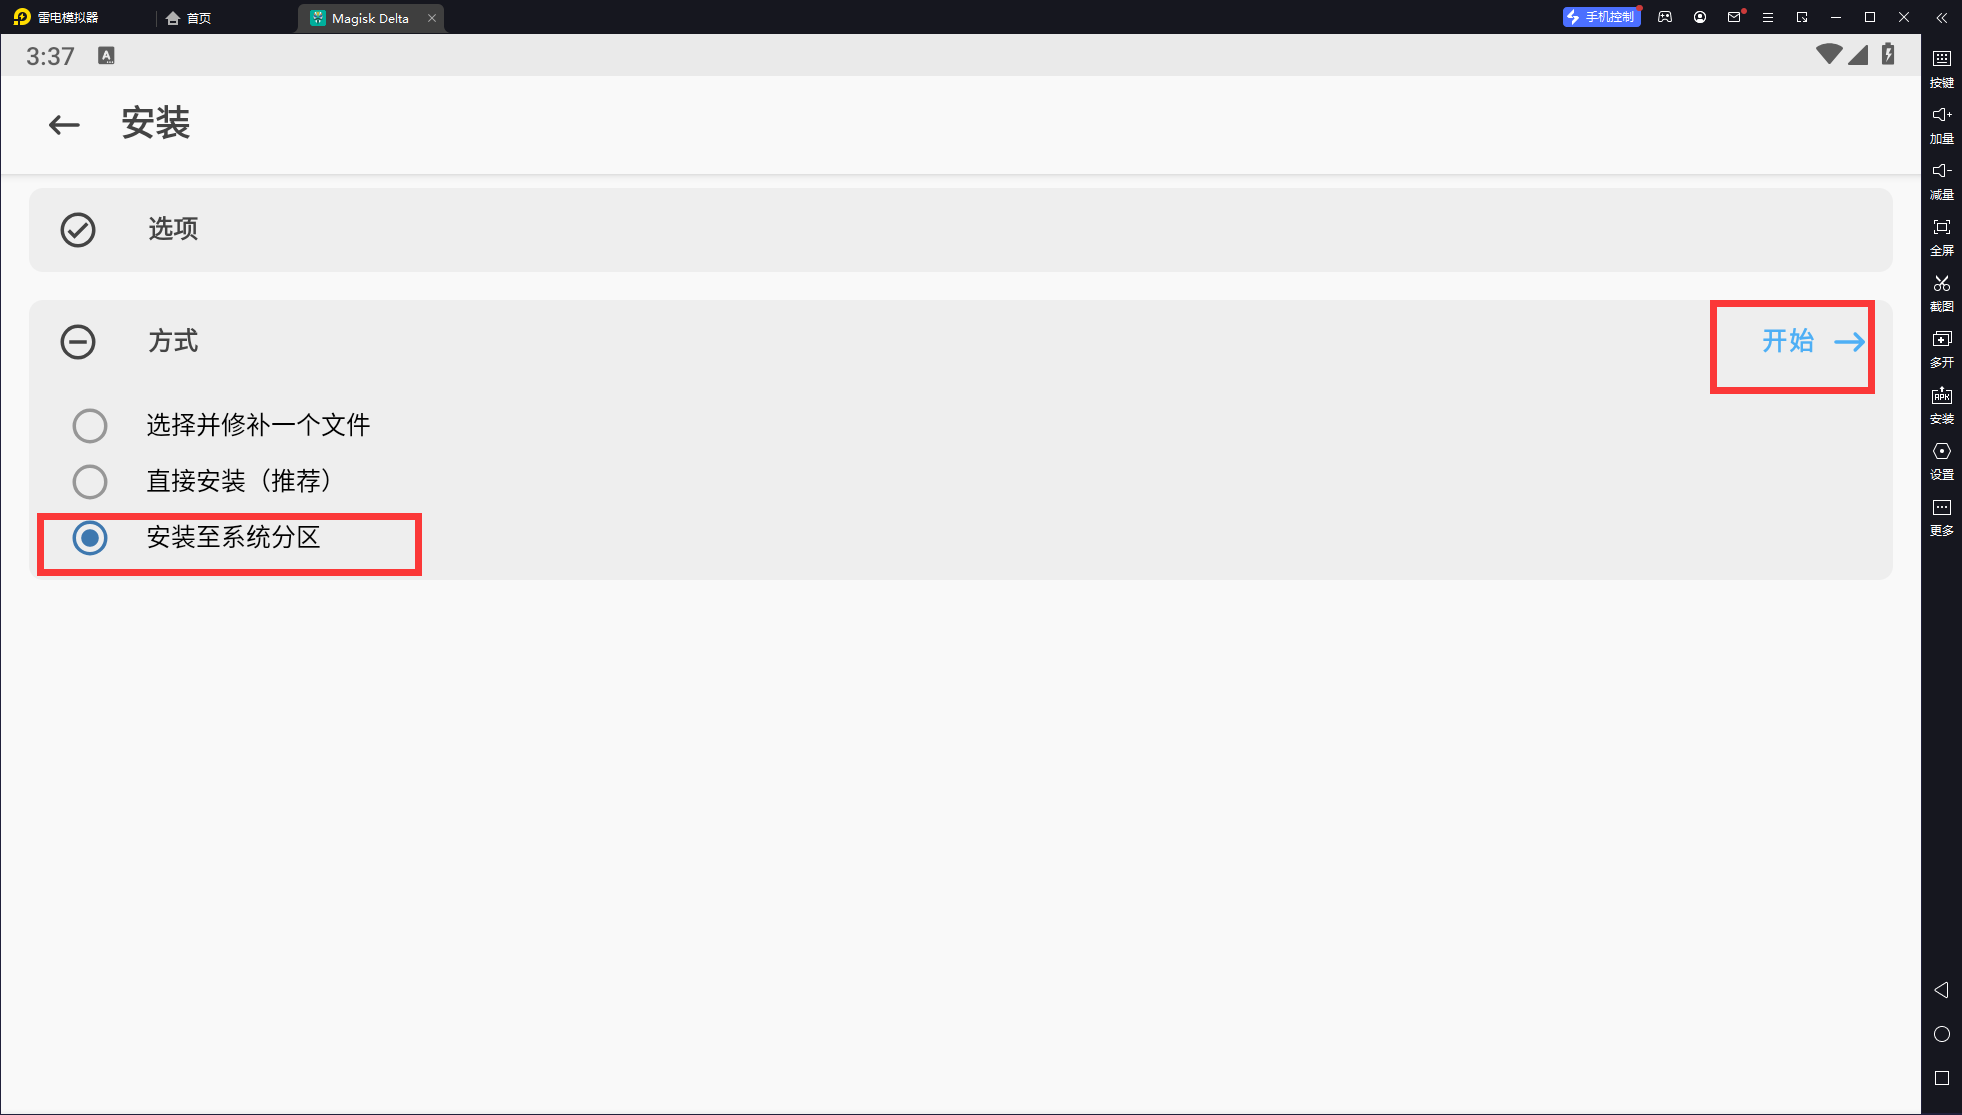 雷电模拟器
首页
Magisk Delta
手机控制
3:37
A
安装
选项
方式
开始
选择并修补一个文件
直接安装（推荐）
安装至系统分区
按键
加量
减量
全屏
截图
多开
APK
安装
设置
更多